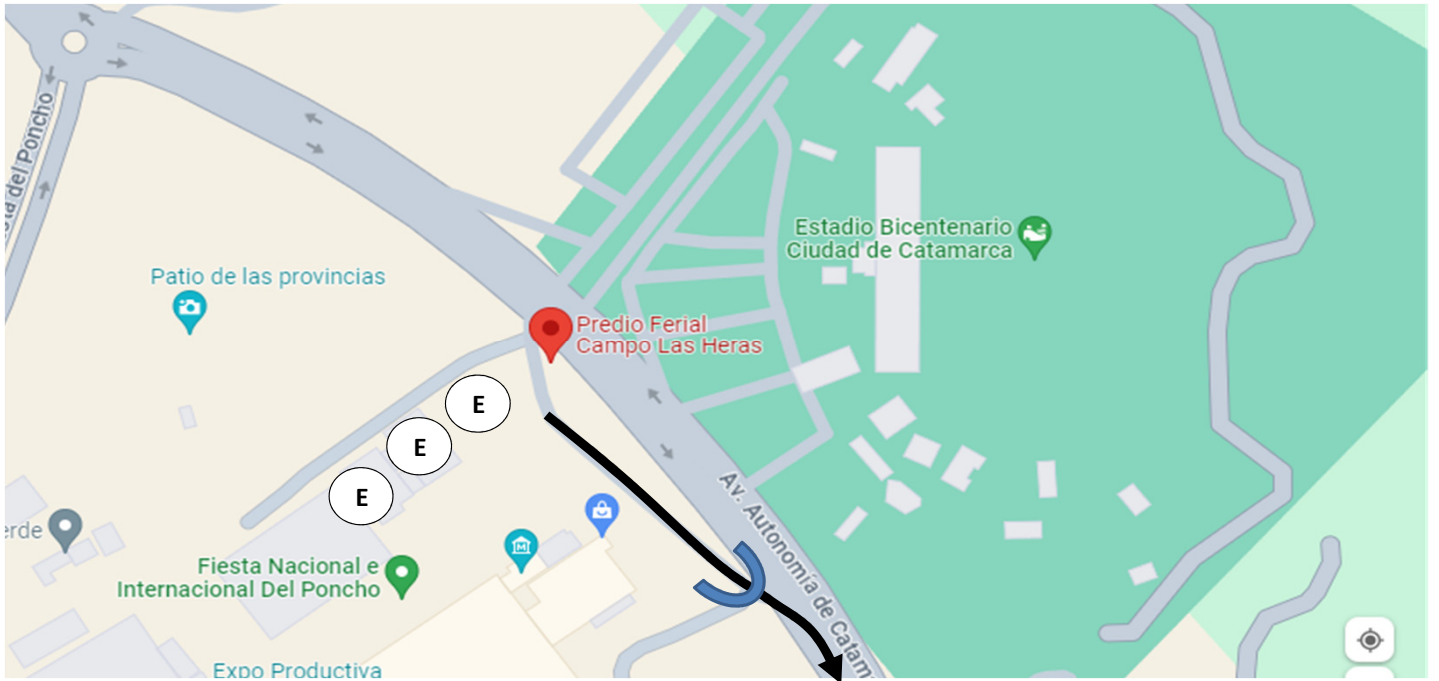 del Poncho
Patio de las provincias
Estadio Bicentenario
Ciudad de Catamarca
Predio Ferial
Campo Las Heras
E
E
E
Av. Autonomía de Catam
erde
Fiesta Nacional e
Internacional Del Poncho
Expo Productiva